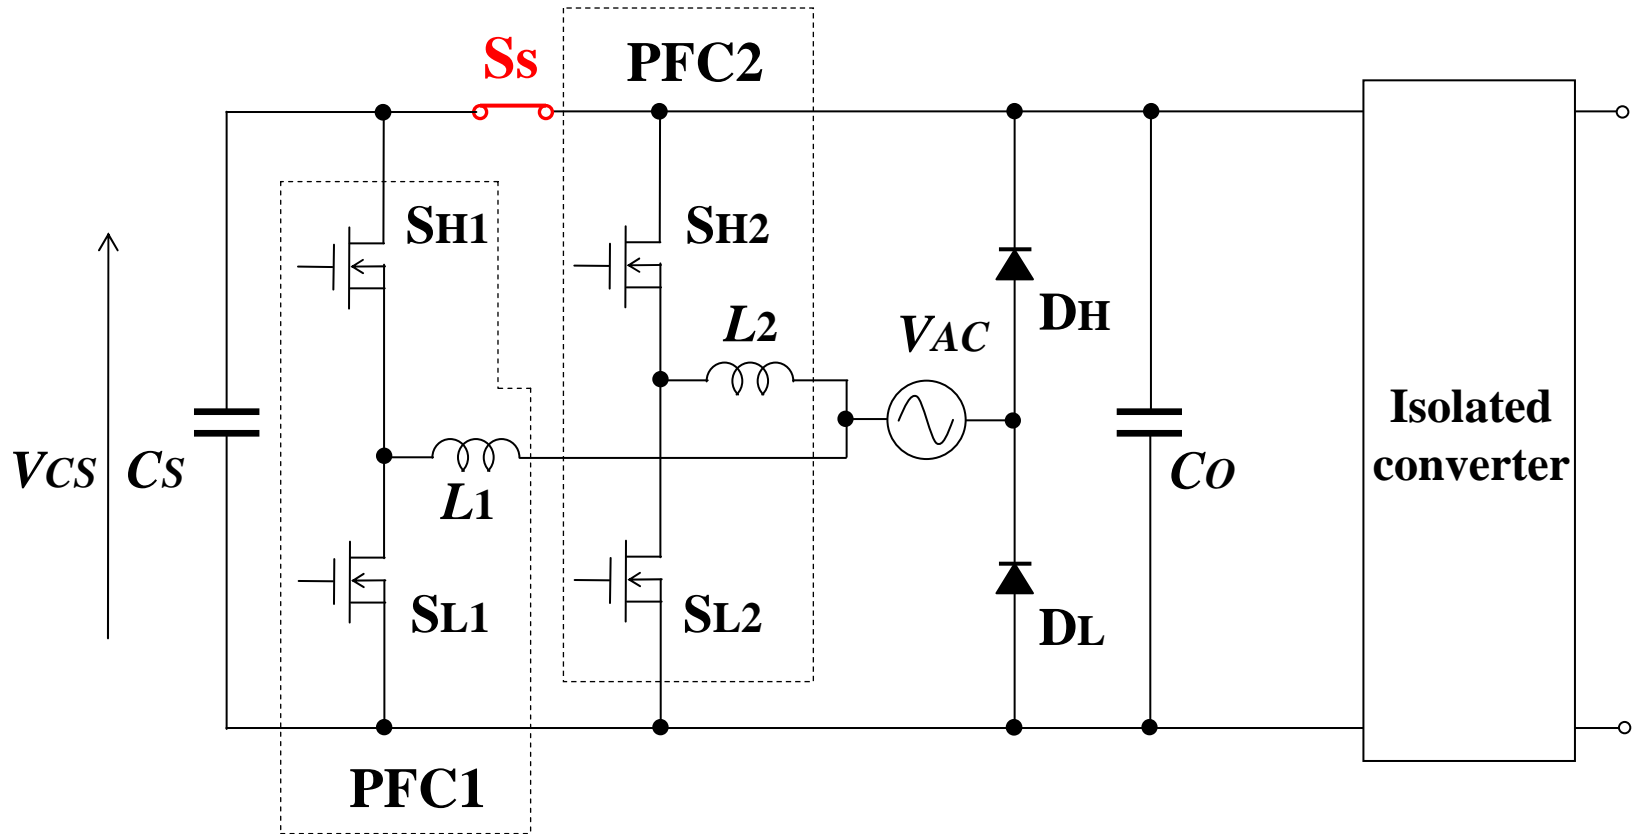 Ss
PFC2
SH1
SH2
L2
VAC
DH
Isolated
converter
VCS
CS
L1
CO
SL1
SL2
DL
PFC1